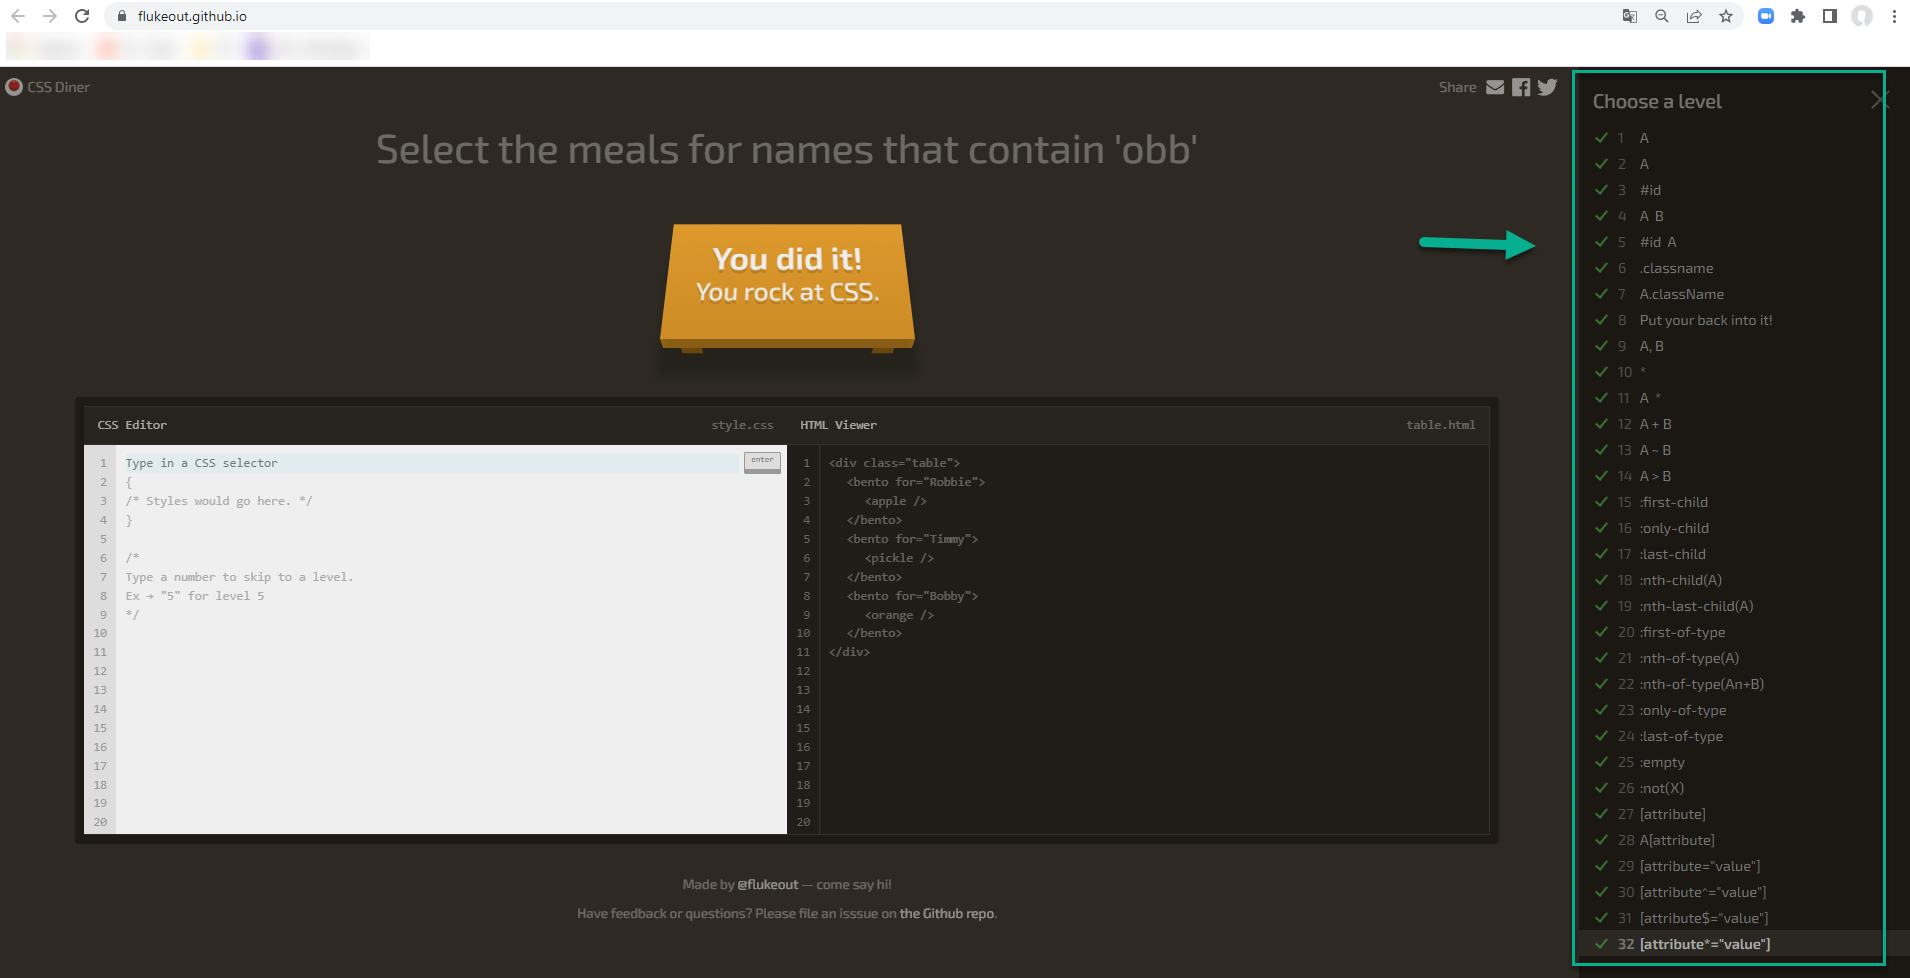 flukeout.github.io
CSS Diner
Share
Select the meals for names that contain 'obb'
You did it!
You rock at CSS.
CSS Editor
style.css
1 Type in a CSS selector
enter
2 {
3 /* Styles would go here. */
4 }
5
6 /*
7 Type a number to skip to a level.
8 Ex → "5" for level 5
9 */
10
11
12
13
14
15
16
17
18
19
20
HTML Viewer
table.html
1 <div class="table">
2 <bento for="Robbie">
3 <apple />
4 </bento>
5 <bento for="Timmy">
6 <pickle />
7 </bento>
8 <bento for="Bobby">
9 <orange />
10 </bento>
11 </div>
12
13
14
15
16
17
18
19
20
Made by @flukeout — come say hi!
Have feedback or questions? Please file an isssue on the Github repo.
Choose a level
1 A
2 A
3 #id
4 A B
5 #id A
6 .classname
7 A.className
8 Put your back into it!
9 A, B
10 *
11 A *
12 A + B
13 A ~ B
14 A > B
15 :first-child
16 :only-child
17 :last-child
18 :nth-child(A)
19 :nth-last-child(A)
20 :first-of-type
21 :nth-of-type(A)
22 :nth-of-type(An+B)
23 :only-of-type
24 :last-of-type
25 :empty
26 :not(X)
27 [attribute]
28 A[attribute]
29 [attribute="value"]
30 [attribute^="value"]
31 [attribute$="value"]
32 [attribute*="value"]